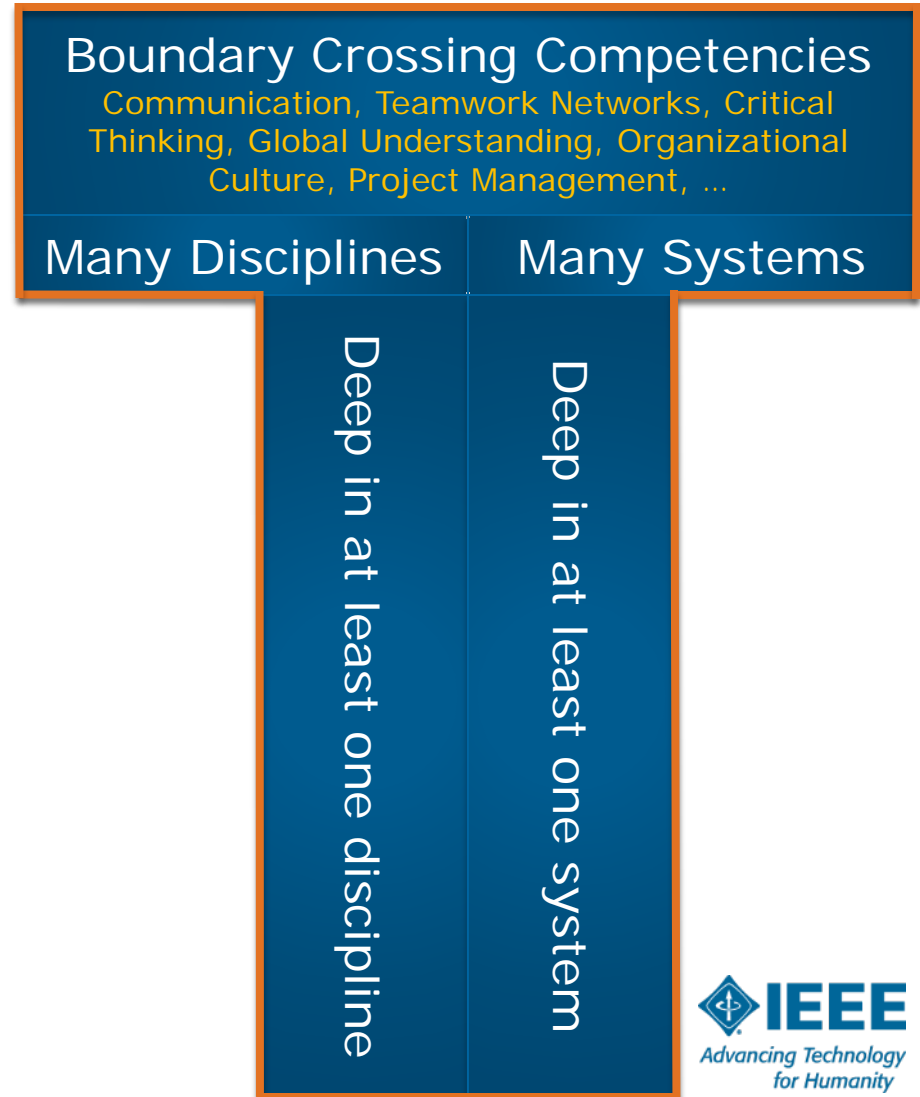 Boundary Crossing Competencies
Communication, Teamwork Networks, Critical
Thinking, Global Understanding, Organizational
Culture, Project Management, ...
Many Disciplines
Many Systems
Deep in at least one discipline
Deep in at least one system
IEEE
Advancing Technology
for Humanity